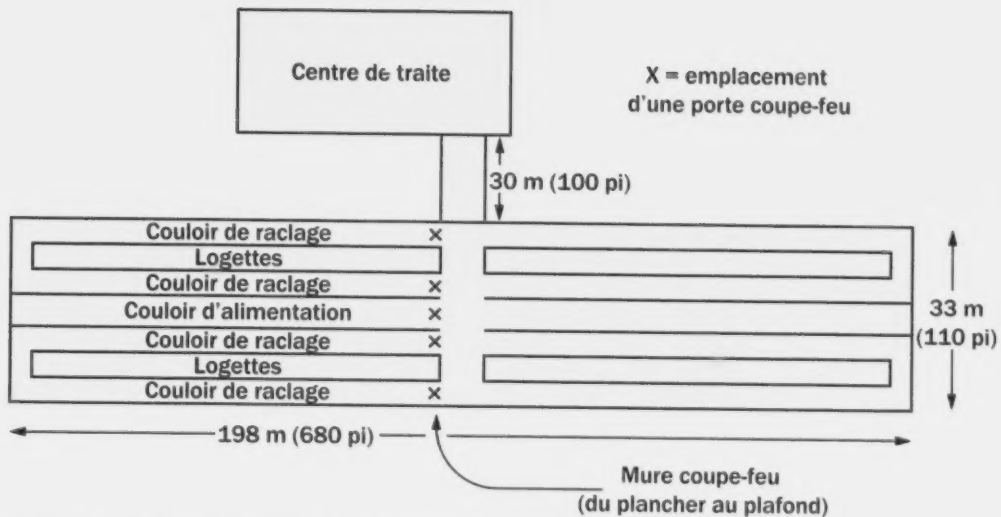 Centre de traite
X = emplacement
d'une porte coupe-feu
30 m (100 pi)
Couloir de raclage ×
Logettes
Couloir de raclage ×
Couloir d'alimentation ×
Couloir de raclage ×
Logettes
Couloir de raclage ×
33 m
(110 pi)
198 m (680 pi)
Mure coupe-feu
(du plancher au plafond)